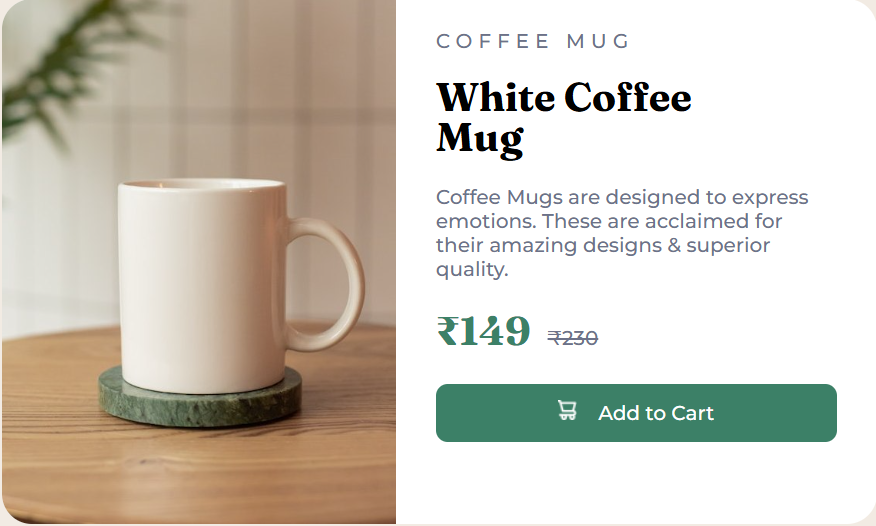 COFFEE MUG
White Coffee
Mug
Coffee Mugs are designed to express
emotions. These are acclaimed for
their amazing designs & superior
quality.
₹149 ₹230
Add to Cart